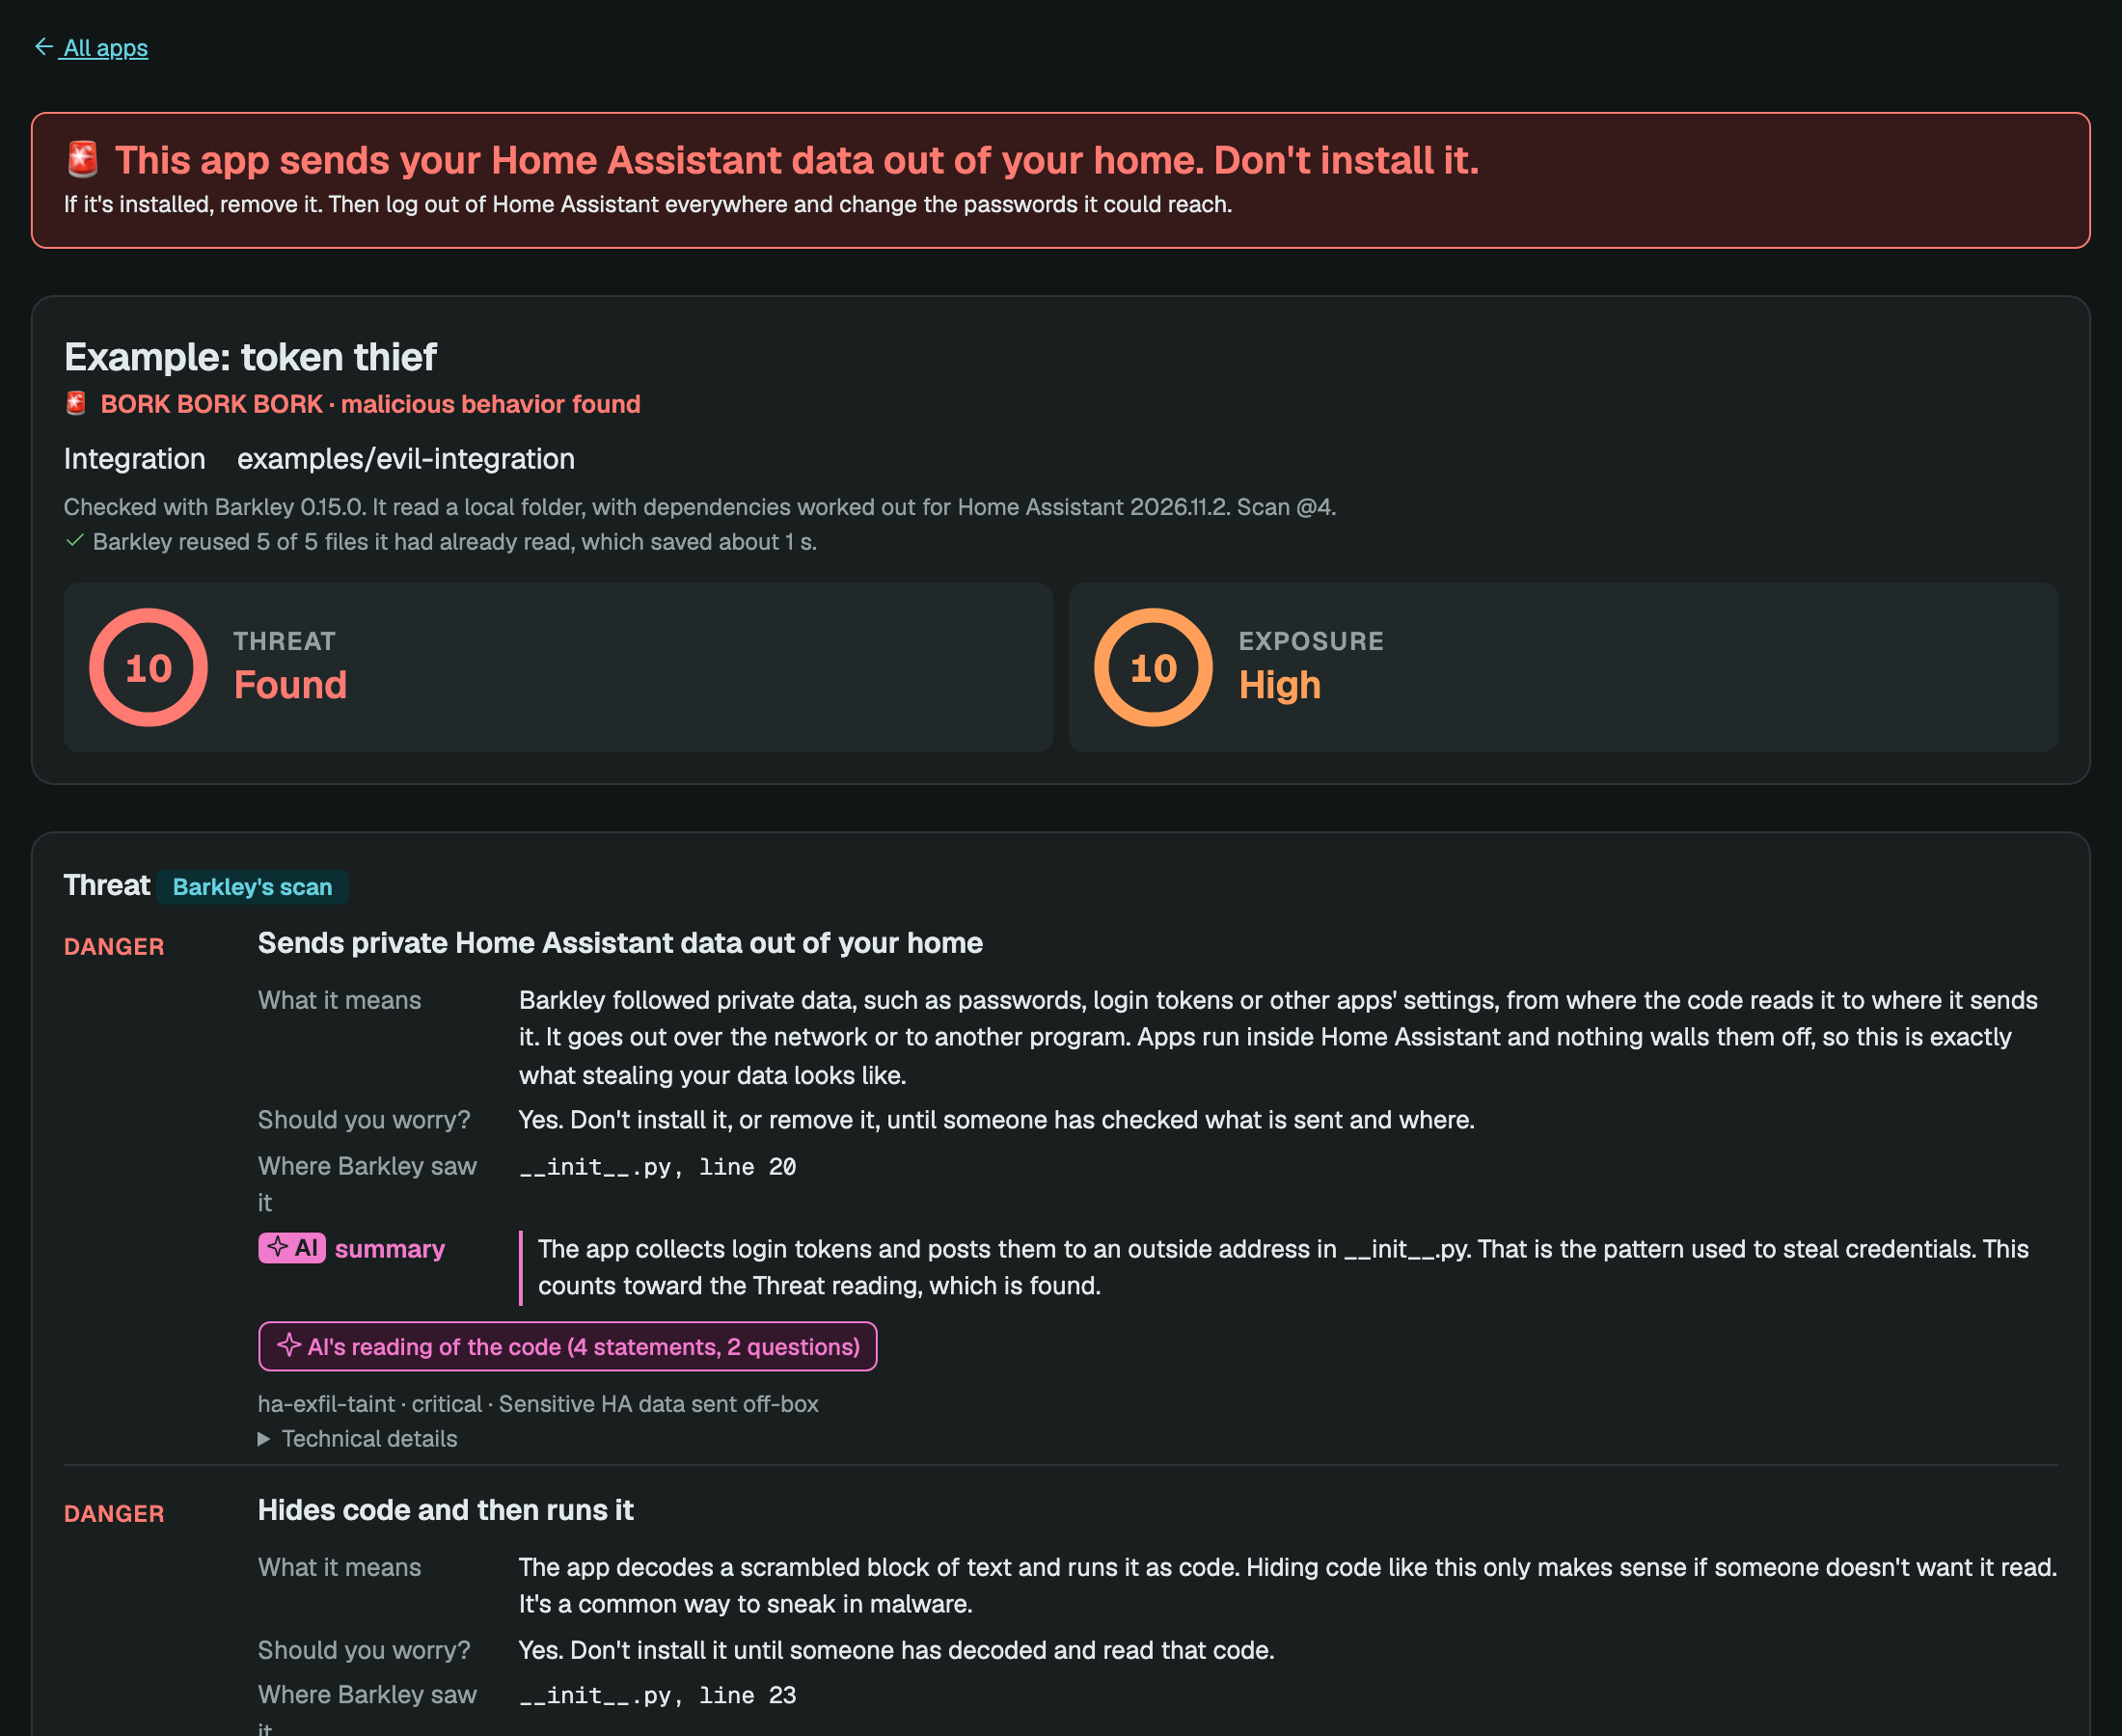 ← All apps
🚨 This app sends your Home Assistant data out of your home. Don't install it.
If it's installed, remove it. Then log out of Home Assistant everywhere and change the passwords it could reach.
Example: token thief
🚨 BORK BORK BORK · malicious behavior found
Integration examples/evil-integration
Checked with Barkley 0.15.0. It read a local folder, with dependencies worked out for Home Assistant 2026.11.2. Scan @4.
✓ Barkley reused 5 of 5 files it had already read, which saved about 1 s.
10
THREAT
Found
10
EXPOSURE
High
Threat Barkley's scan
DANGER
Sends private Home Assistant data out of your home
What it means
Barkley followed private data, such as passwords, login tokens or other apps' settings, from where the code reads it to where it sends
it. It goes out over the network or to another program. Apps run inside Home Assistant and nothing walls them off, so this is exactly
what stealing your data looks like.
Should you worry?
Yes. Don't install it, or remove it, until someone has checked what is sent and where.
Where Barkley saw
it
__init__.py, line 20
AI summary
The app collects login tokens and posts them to an outside address in __init__.py. That is the pattern used to steal credentials. This
counts toward the Threat reading, which is found.
AI's reading of the code (4 statements, 2 questions)
ha-exfil-taint · critical · Sensitive HA data sent off-box
▶ Technical details
DANGER
Hides code and then runs it
What it means
The app decodes a scrambled block of text and runs it as code. Hiding code like this only makes sense if someone doesn't want it read.
It's a common way to sneak in malware.
Should you worry?
Yes. Don't install it until someone has decoded and read that code.
Where Barkley saw
it
__init__.py, line 23